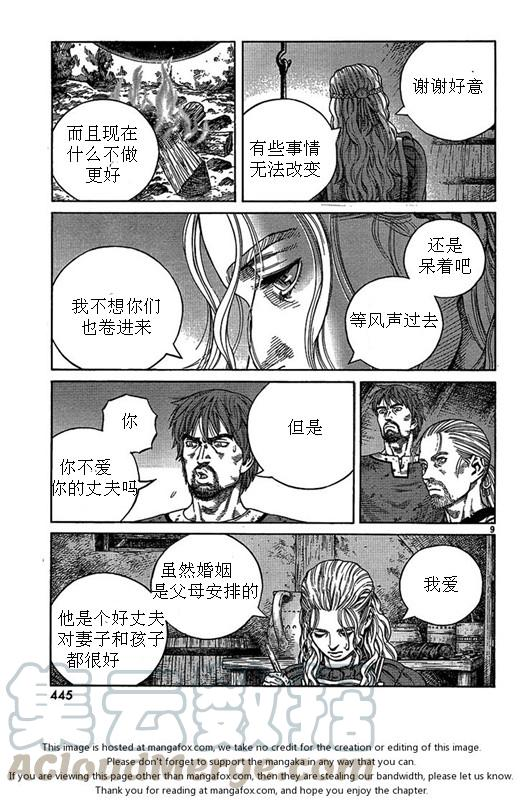 谢谢好意
有些事情
无法改变
而且现在
什么不做
更好
还是
呆着吧
等风声过去
我不想你们
也卷进来
但是
你
你不爱
你的丈夫吗
9
我爱
虽然婚姻
是父母安排的
他是个好丈夫
对妻子和孩子
都很好
445
集云数据
AcloudMerge.com
This image is hosted at mangafox.com, we take no credit for the creation or editing of this image.
Please don't forget to support the mangaka in any way that you can.
If you are viewing this page other than mangafox.com, then they are stealing our bandwidth, please let us know.
Thank you for reading at mangafox.com, and hope you enjoy the chapter.